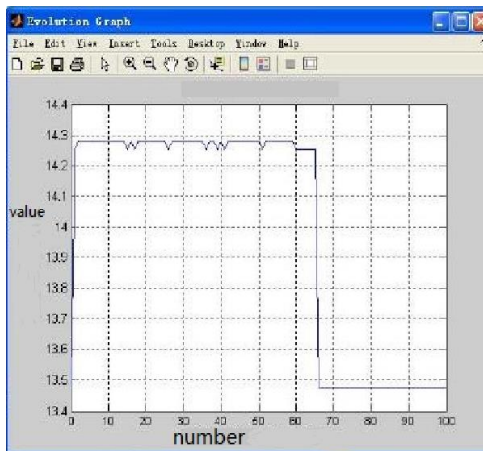 Evolution Graph
File Edit View Insert Tools Desktop Window Help
14.4
14.3
14.2
14.1
value
14
13.9
13.8
13.7
13.6
13.5
13.4
0 10 20 30 40 50 60 70 80 90 100
number